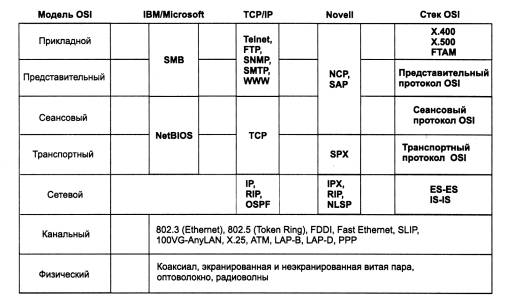 Модель OSI IBM/Microsoft TCP/IP Novell Стек OSI
Прикладной
SMB
Telnet,
FTP,
SNMP,
SMTP,
WWW
NCP,
SAP
X.400
X.500
FTAM
Представительный
Представительный
протокол OSI
Сеансовый
NetBIOS
TCP
Сеансовый
протокол OSI
Транспортный
SPX
Транспортный
протокол OSI
Сетевой
IP,
RIP,
OSPF
IPX,
RIP,
NLSP
ES-ES
IS-IS
Канальный
802.3 (Ethernet), 802.5 (Token Ring), FDDI, Fast Ethernet, SLIP,
100VG-AnyLAN, X.25, ATM, LAP-B, LAP-D, PPP
Физический
Коаксиал, экранированная и неэкранированная витая пара,
оптоволокно, радиоволны